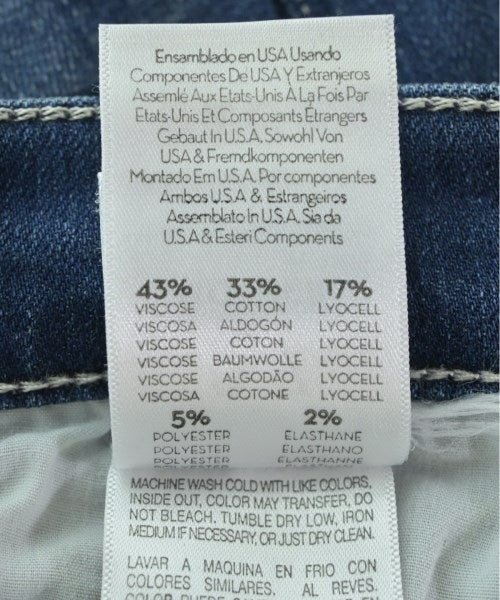 Ensamblado en USA Usando
Componentes De USA Y Extranjeros
Assemlé Aux Etats-Unis À La Fois Par
Etats-Unis Et Composants Étrangers
Gebaut In U.S.A. Sowohl Von
USA & Fremdkomponenten
Montado Em U.S.A. Por componentes
Ambos U.S.A. & Estrangeiros
Assemblato In U.S.A. Sia da
U.S.A & Esteri Components
43% 33% 17%
VISCOSE COTTON LYOCELL
VISCOSA ALDOGÓN LYOCELL
VISCOSE COTON LYOCELL
VISCOSE BAUMWOLLE LYOCELL
VISCOSE ALGODÃO LYOCELL
VISCOSA COTONE LYOCELL
5% 2%
POLYESTER ELASTHANE
POLYESTER ELASTHANO
POLYESTER ELASTHANNE
MACHINE WASH COLD WITH LIKE COLORS,
INSIDE OUT, COLOR MAY TRANSFER, DO
NOT BLEACH. TUMBLE DRY LOW, IRON
MEDIUM IF NECESSARY, OR JUST DRY CLEAN.
LAVAR A MAQUINA EN FRIO CON
COLORES SIMILARES. AL REVES.
COLOR PUEDE